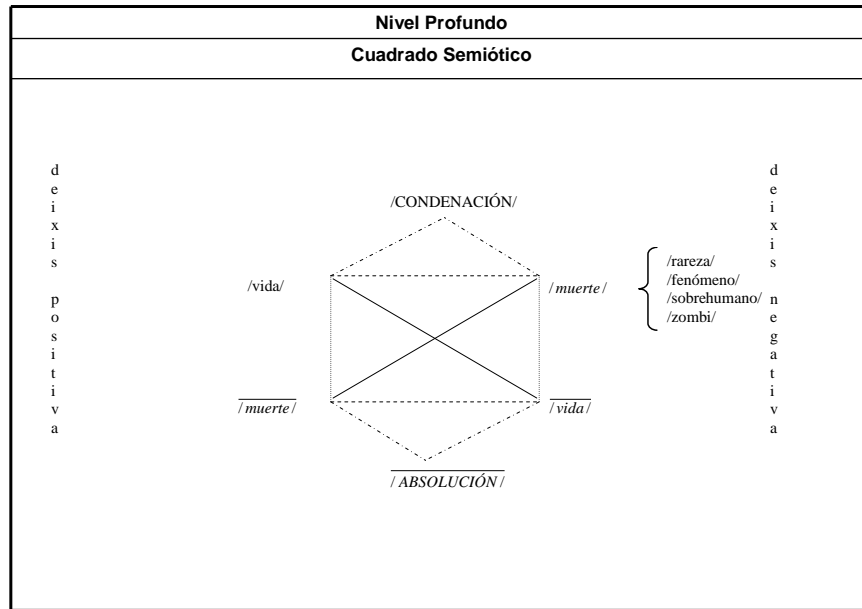 Nivel Profundo
Cuadrado Semiótico
deixis positiva
/CONDENACIÓN/
/vida/
/muerte/
/rareza/
/fenómeno/
/sobrehumano/
/zombi/
/muerte/
/vida/
/ABSOLUCIÓN/
deixis negativa